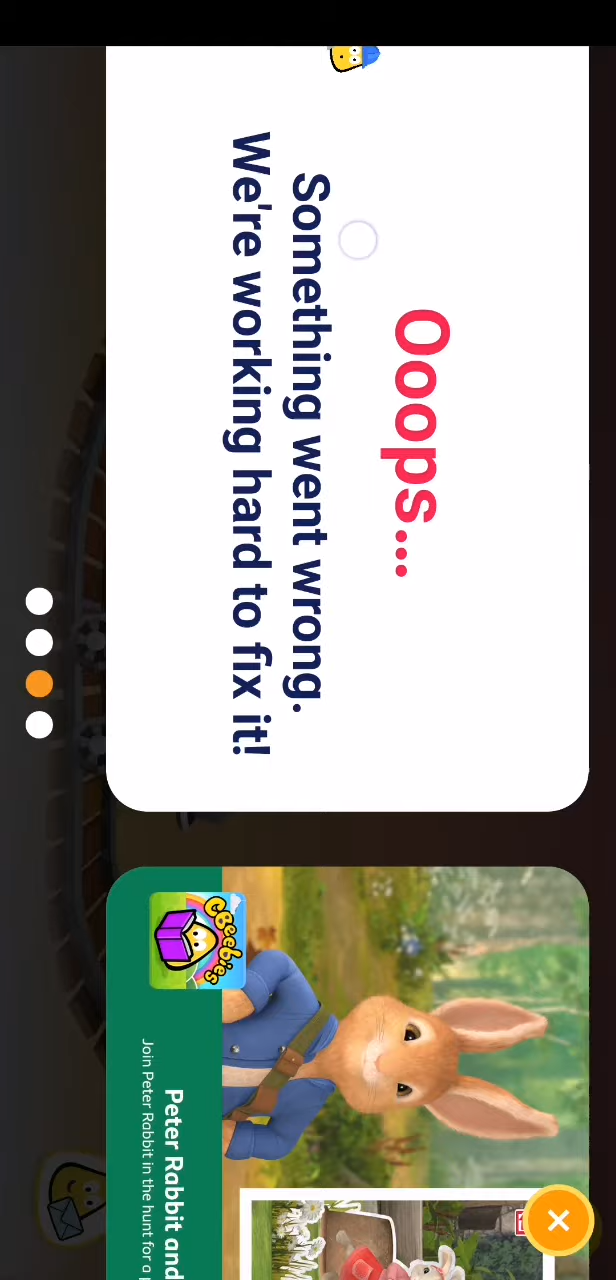 Ooops...
Something went wrong.
We're working hard to fix it!
CBeebies
Peter Rabbit and
Join Peter Rabbit in the hunt for a